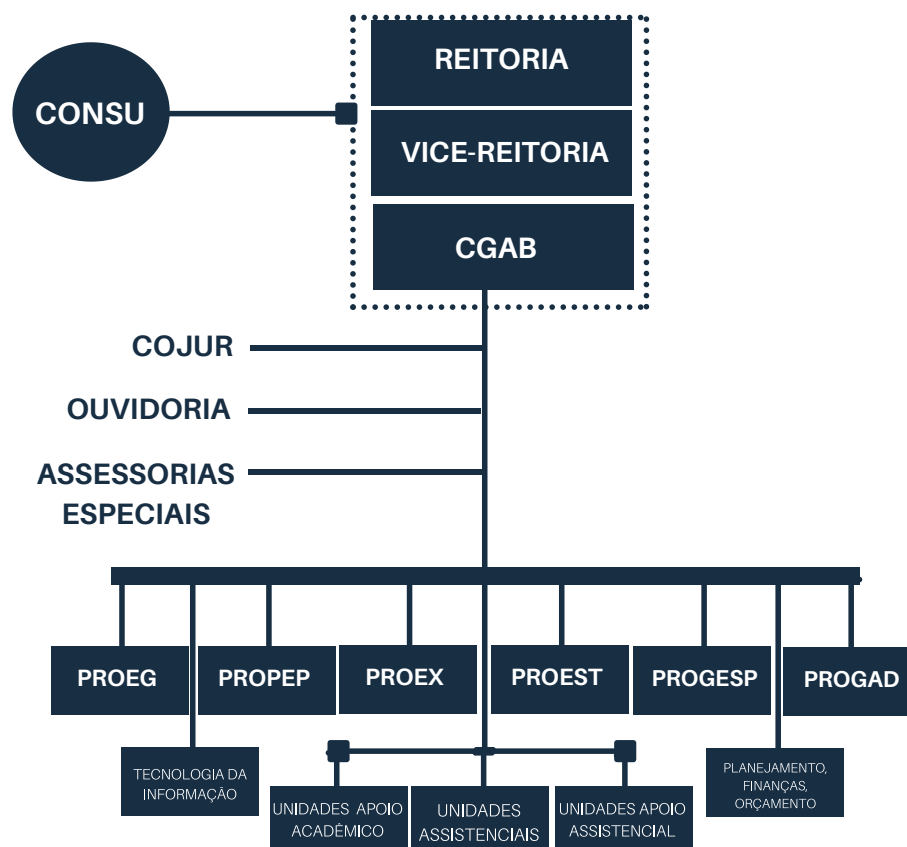 REITORIA
CONSU
VICE-REITORIA
CGAB
COJUR
OUVIDORIA
ASSESSORIAS
ESPECIAIS
PROEG
PROPEP
PROEX
PROEST
PROGESP
PROGAD
TECNOLOGIA DA
INFORMAÇÃO
PLANEJAMENTO,
FINANÇAS,
ORÇAMENTO
UNIDADES APOIO
ACADÊMICO
UNIDADES
ASSISTENCIAIS
UNIDADES APOIO
ASSISTENCIAL